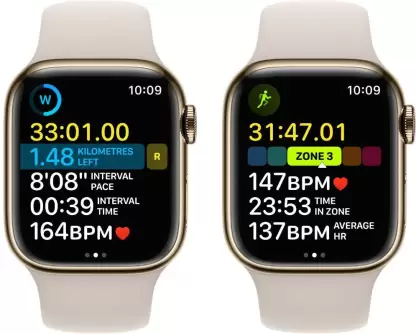 W
10:09
33:01.00
1.48 KILOMETRES LEFT
R
8'08" INTERVAL PACE
00:39 INTERVAL TIME
164BPM
10:09
31:47.01
ZONE 3
147BPM
23:53 TIME IN ZONE
137BPM AVERAGE HR